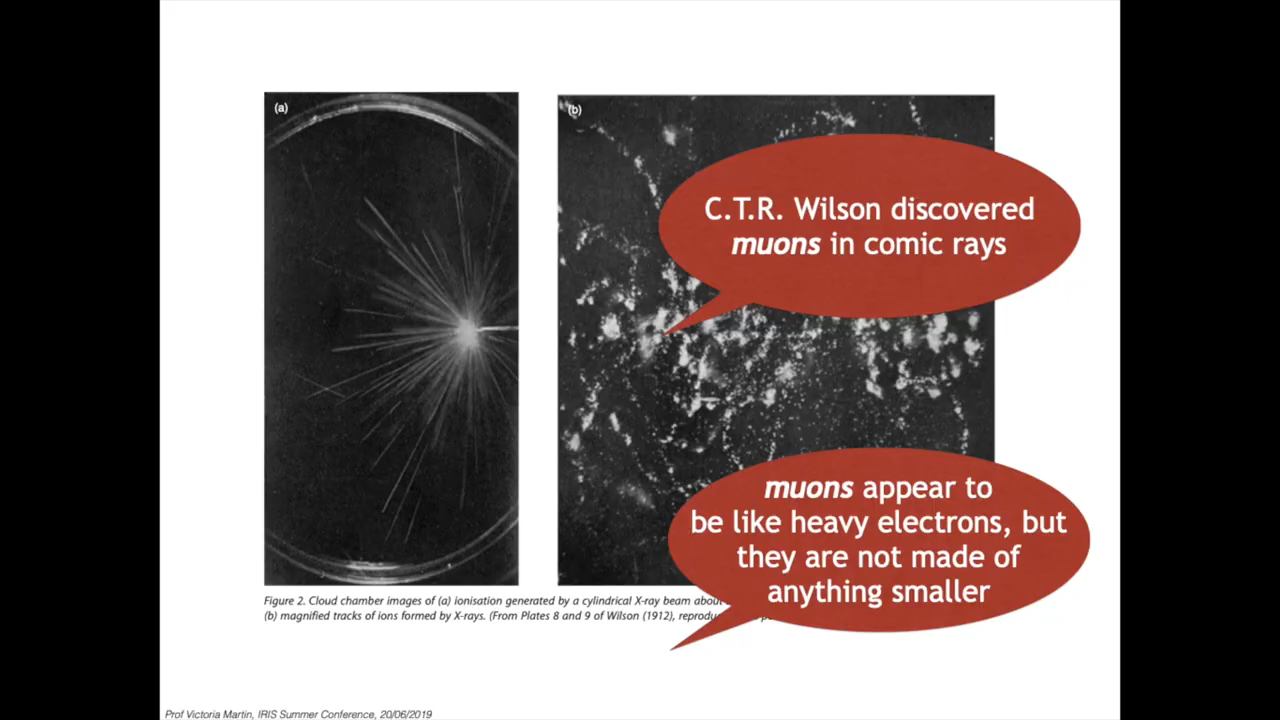 (a)
(b)
C.T.R. Wilson discovered
muons in comic rays
muons appear to
be like heavy electrons, but
they are not made of
anything smaller
Figure 2. Cloud chamber images of (a) ionisation generated by a cylindrical X-ray beam about
(b) magnified tracks of ions formed by X-rays. (From Plates 8 and 9 of Wilson (1912),
Prof Victoria Martin, IRIS Summer Conference, 20/06/2019